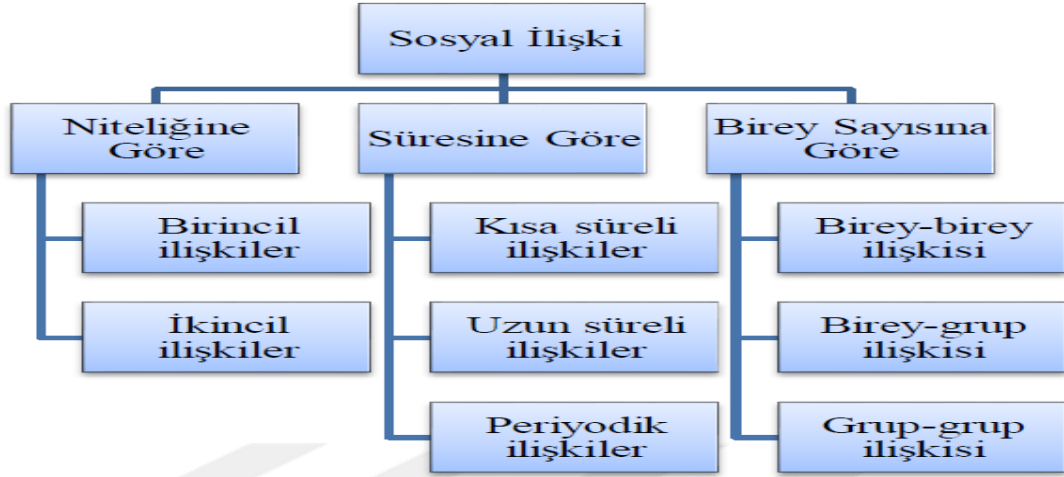 Sosyal İlişki
Niteliğine
Göre
Birincil
ilişkiler
İkincil
ilişkiler
Süresine Göre
Kısa süreli
ilişkiler
Uzun süreli
ilişkiler
Periyodik
ilişkiler
Birey Sayısına
Göre
Birey-birey
ilişkisi
Birey-grup
ilişkisi
Grup-grup
ilişkisi